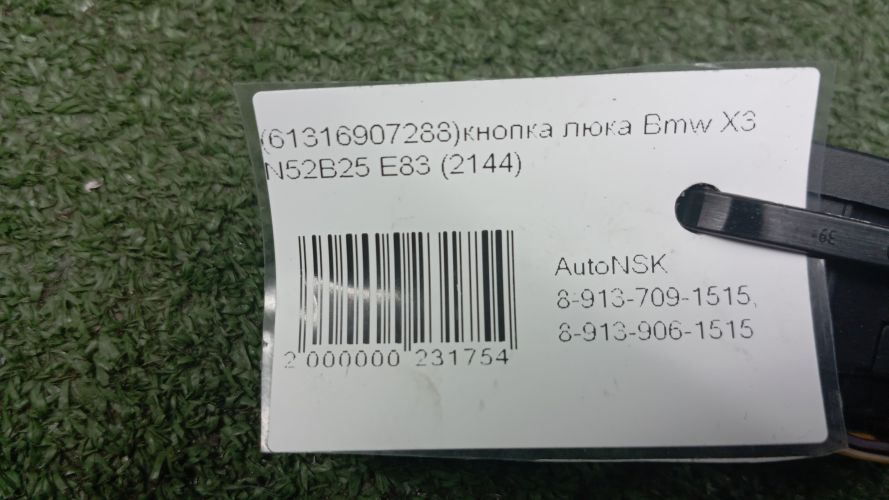 (61316907288)кнопка люка Bmw X3
N52B25 E83 (2144)
AutoNSK
8-913-709-1515,
8-913-906-1515
2 000000 231754